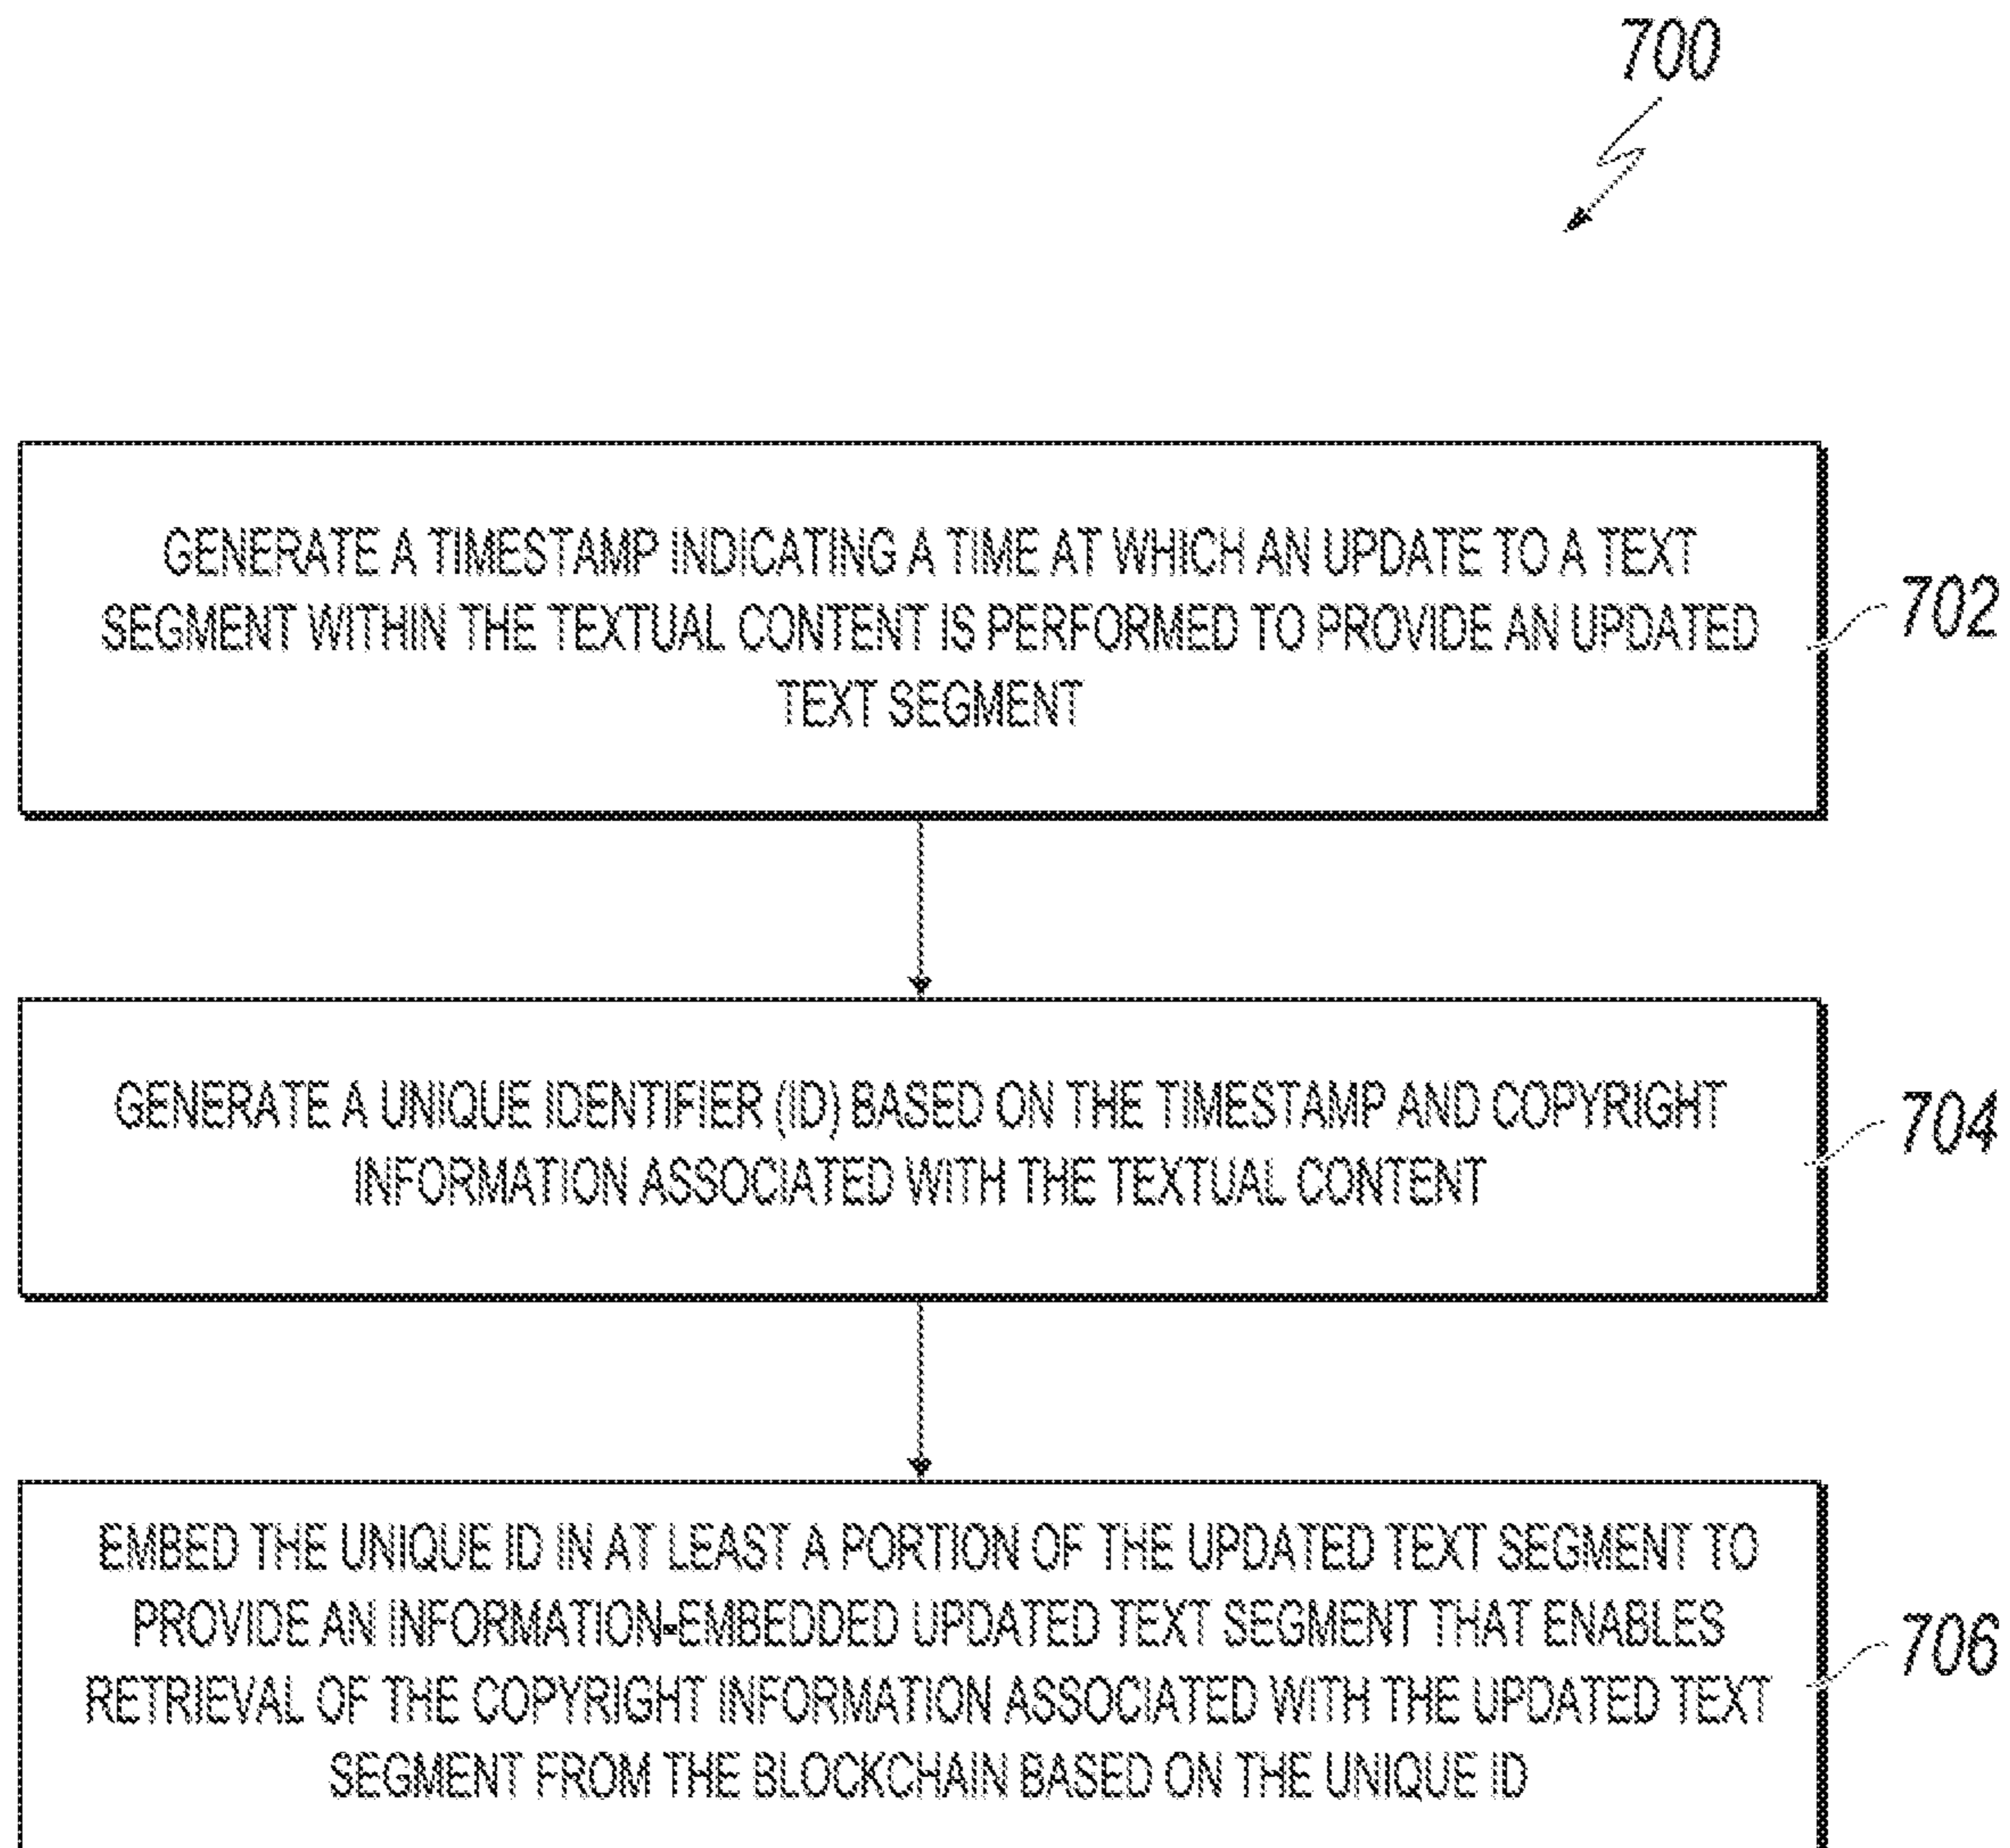 700
GENERATE A TIMESTAMP INDICATING A TIME AT WHICH AN UPDATE TO A TEXT
SEGMENT WITHIN THE TEXTUAL CONTENT IS PERFORMED TO PROVIDE AN UPDATED
TEXT SEGMENT
702
GENERATE A UNIQUE IDENTIFIER (ID) BASED ON THE TIMESTAMP AND COPYRIGHT
INFORMATION ASSOCIATED WITH THE TEXTUAL CONTENT
704
EMBED THE UNIQUE ID IN AT LEAST A PORTION OF THE UPDATED TEXT SEGMENT TO
PROVIDE AN INFORMATION-EMBEDDED UPDATED TEXT SEGMENT THAT ENABLES
RETRIEVAL OF THE COPYRIGHT INFORMATION ASSOCIATED WITH THE UPDATED TEXT
SEGMENT FROM THE BLOCKCHAIN BASED ON THE UNIQUE ID
706